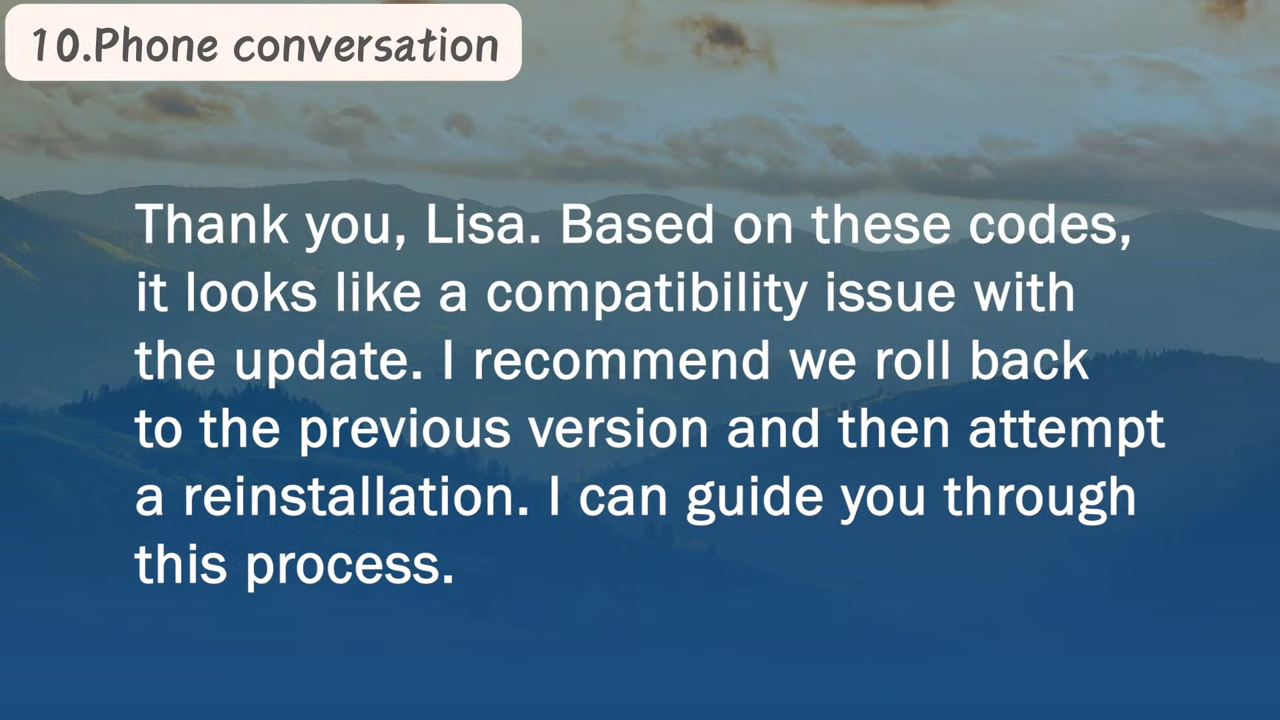 10.Phone conversation
Thank you, Lisa. Based on these codes,
it looks like a compatibility issue with
the update. I recommend we roll back
to the previous version and then attempt
a reinstallation. I can guide you through
this process.